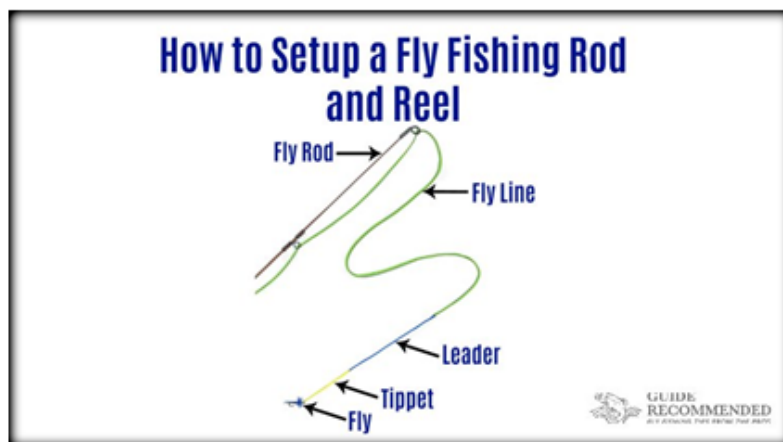 How to Setup a Fly Fishing Rod
and Reel
Fly Rod
Fly Line
Leader
Tippet
Fly
GUIDE
RECOMMENDED